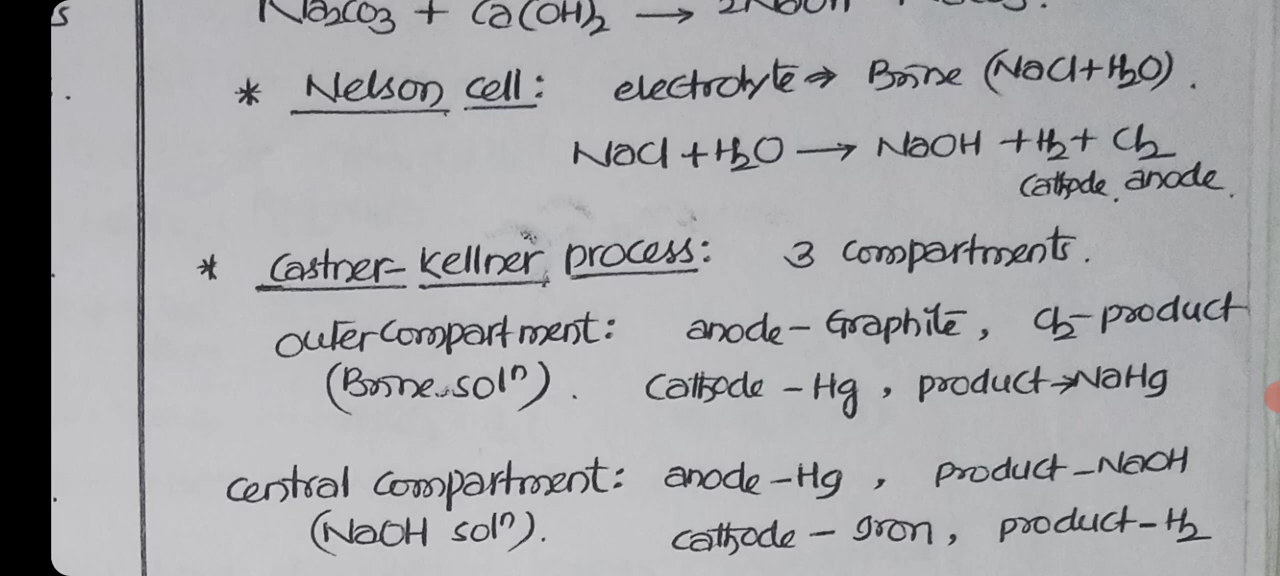 Na2CO3 + Ca(OH)2 → 2NaOH +
* Nelson cell: electrolyte ⇒ Brine (NaCl+H2O).
NaCl + H2O → NaOH + H2 + Cl2
cathode, anode.
* Castner-Kellner process: 3 compartments.
outer compartment: anode - Graphite, Cl2-product
(Brine soln). Cathode - Hg, product→NaHg
central compartment: anode - Hg, product - NaOH
(NaOH soln). cathode - Iron, product - H2